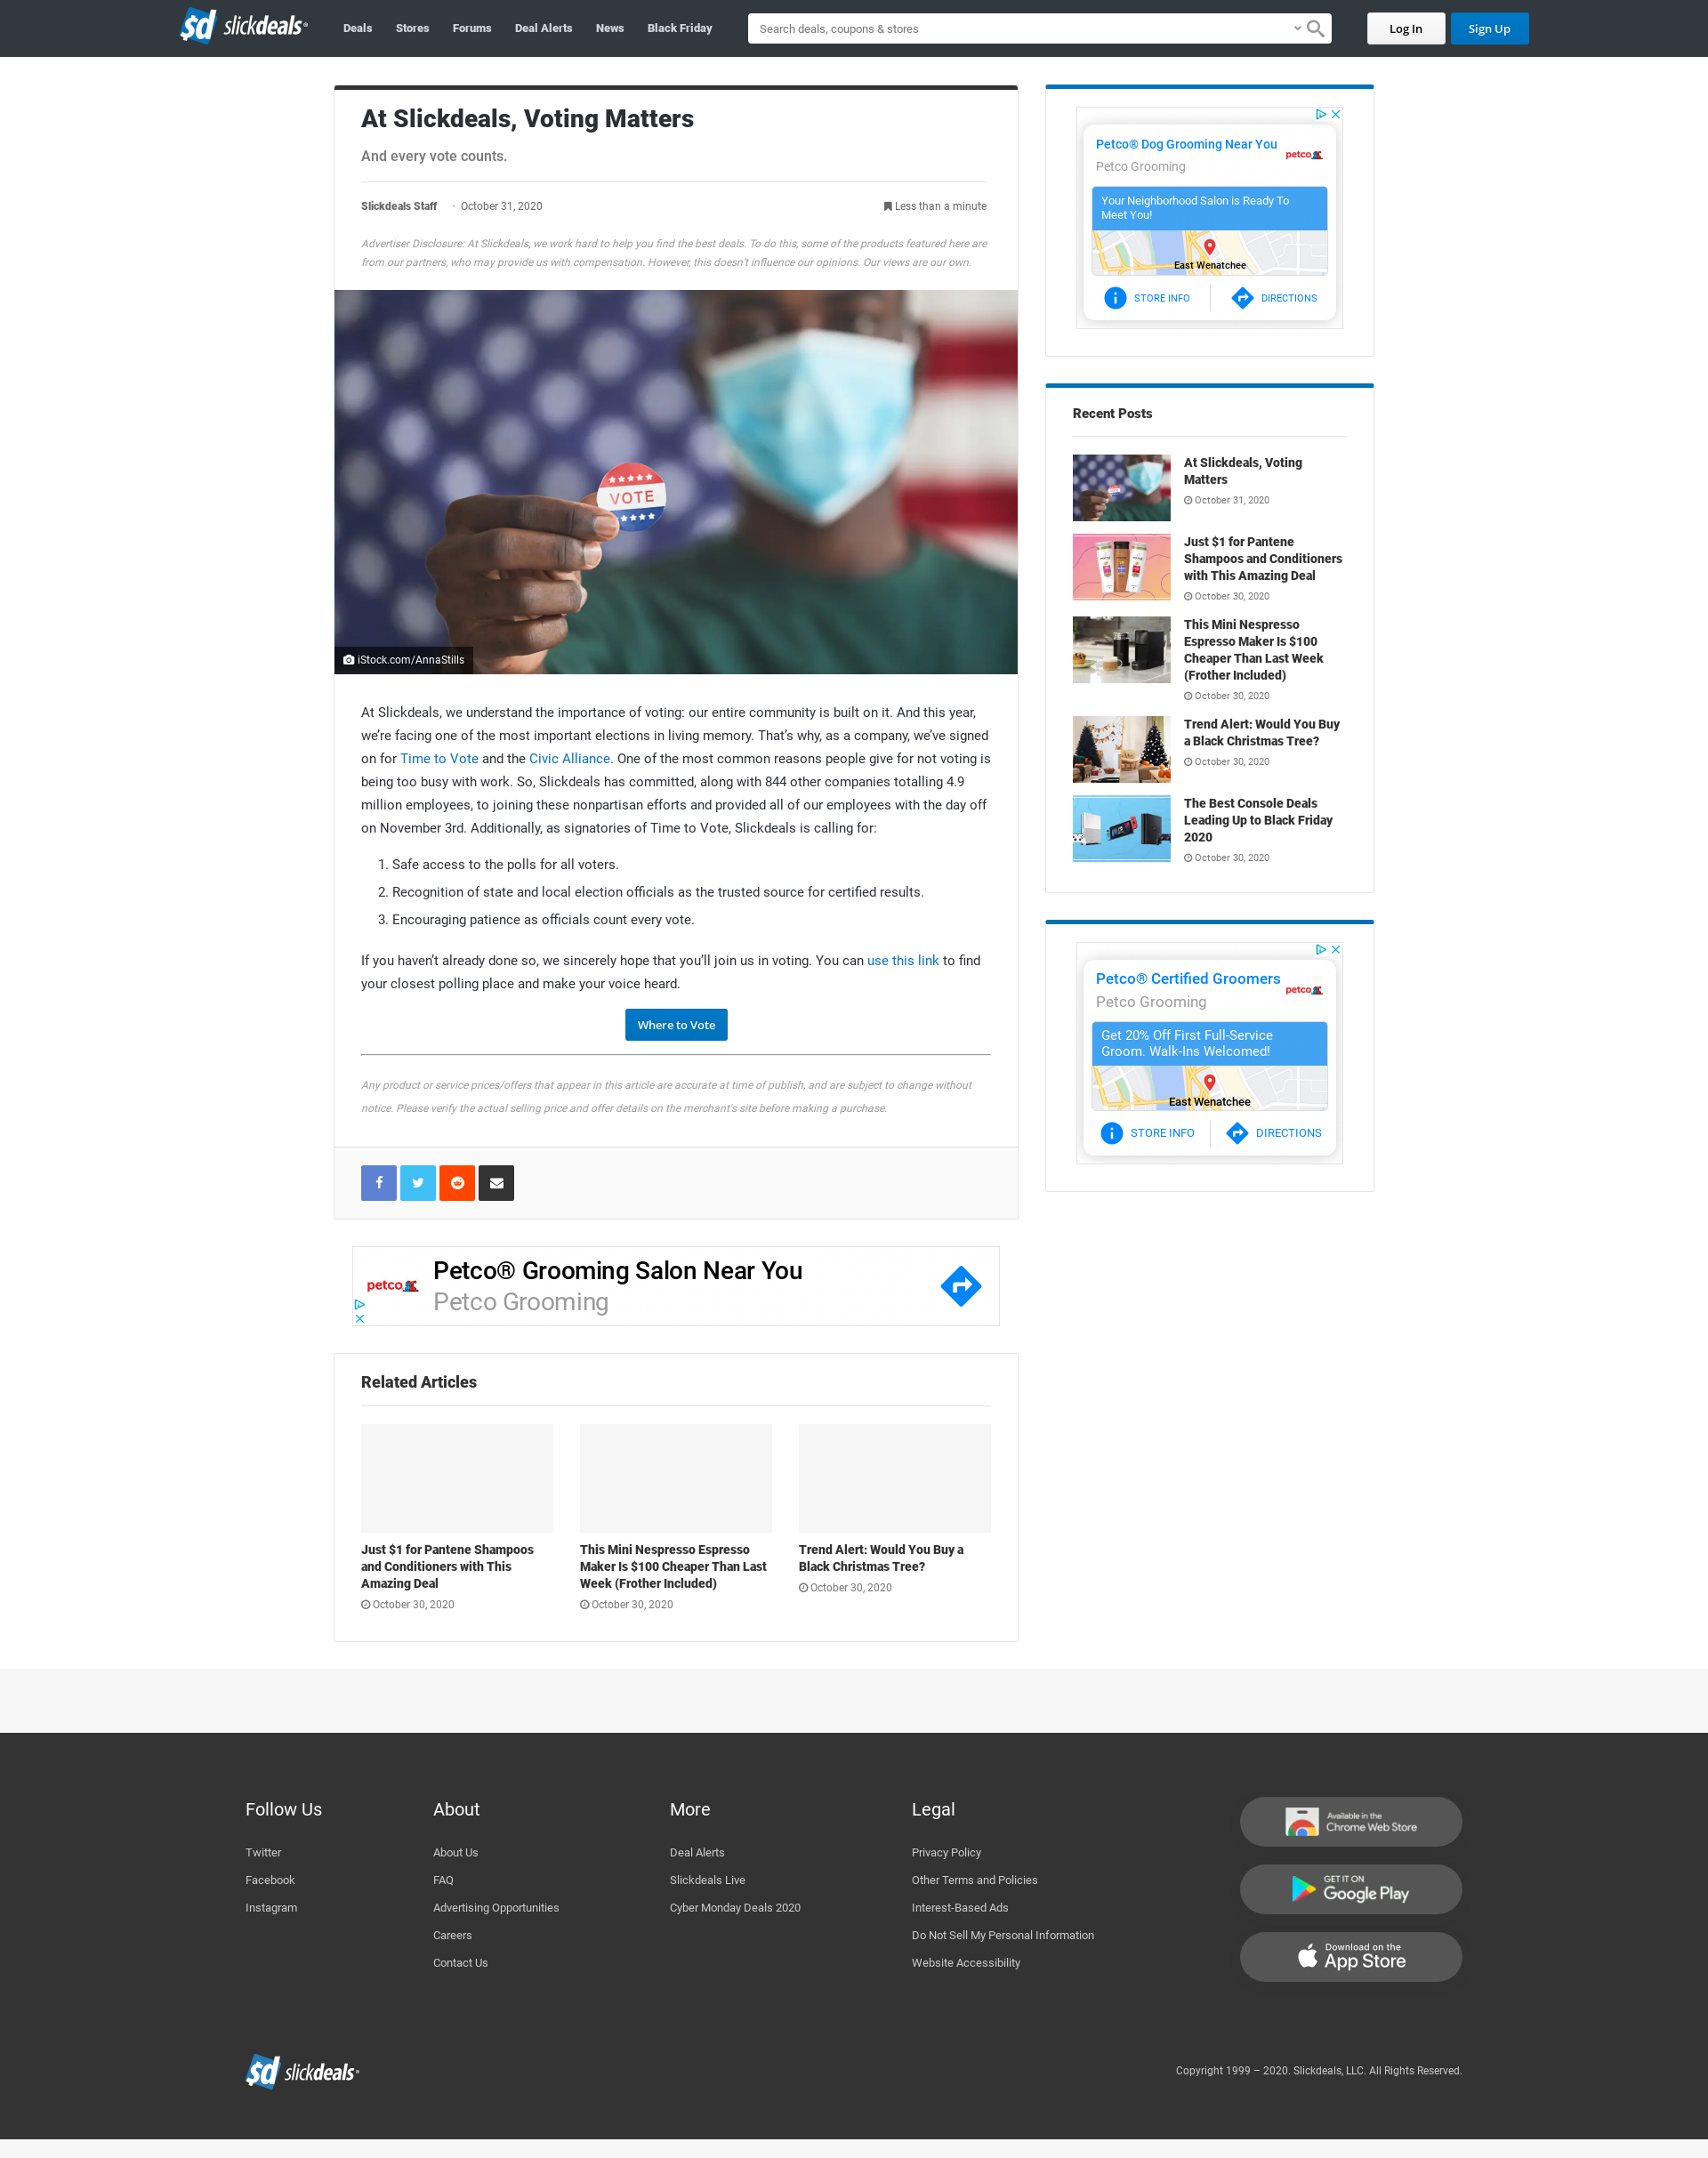 slickdeals
Deals
Stores
Forums
Deal Alerts
News
Black Friday
Search deals, coupons & stores
Log In
Sign Up
At Slickdeals, Voting Matters
And every vote counts.
Slickdeals Staff
· October 31, 2020
Less than a minute
Advertiser Disclosure: At Slickdeals, we work hard to help you find the best deals. To do this, some of the products featured here are
from our partners, who may provide us with compensation. However, this doesn't influence our opinions. Our views are our own.
VOTE
iStock.com/AnnaStills
At Slickdeals, we understand the importance of voting: our entire community is built on it. And this year,
we're facing one of the most important elections in living memory. That's why, as a company, we've signed
on for Time to Vote and the Civic Alliance. One of the most common reasons people give for not voting is
being too busy with work. So, Slickdeals has committed, along with 844 other companies totalling 4.9
million employees, to joining these nonpartisan efforts and provided all of our employees with the day off
on November 3rd. Additionally, as signatories of Time to Vote, Slickdeals is calling for:
1. Safe access to the polls for all voters.
2. Recognition of state and local election officials as the trusted source for certified results.
3. Encouraging patience as officials count every vote.
If you haven't already done so, we sincerely hope that you'll join us in voting. You can use this link to find
your closest polling place and make your voice heard.
Where to Vote
Any product or service prices/offers that appear in this article are accurate at time of publish, and are subject to change without
notice. Please verify the actual selling price and offer details on the merchant's site before making a purchase.
petco
Petco® Grooming Salon Near You
Petco Grooming
Related Articles
Just $1 for Pantene Shampoos
and Conditioners with This
Amazing Deal
October 30, 2020
This Mini Nespresso Espresso
Maker Is $100 Cheaper Than Last
Week (Frother Included)
October 30, 2020
Trend Alert: Would You Buy a
Black Christmas Tree?
October 30, 2020
Petco® Dog Grooming Near You
Petco Grooming
petco
Your Neighborhood Salon is Ready To
Meet You!
East Wenatchee
STORE INFO
DIRECTIONS
Recent Posts
At Slickdeals, Voting
Matters
October 31, 2020
Just $1 for Pantene
Shampoos and Conditioners
with This Amazing Deal
October 30, 2020
This Mini Nespresso
Espresso Maker Is $100
Cheaper Than Last Week
(Frother Included)
October 30, 2020
Trend Alert: Would You Buy
a Black Christmas Tree?
October 30, 2020
The Best Console Deals
Leading Up to Black Friday
2020
October 30, 2020
Petco® Certified Groomers
Petco Grooming
petco
Get 20% Off First Full-Service
Groom. Walk-Ins Welcomed!
East Wenatchee
STORE INFO
DIRECTIONS
Follow Us
Twitter
Facebook
Instagram
About
About Us
FAQ
Advertising Opportunities
Careers
Contact Us
More
Deal Alerts
Slickdeals Live
Cyber Monday Deals 2020
Legal
Privacy Policy
Other Terms and Policies
Interest-Based Ads
Do Not Sell My Personal Information
Website Accessibility
Available in the
Chrome Web Store
GET IT ON
Google Play
Download on the
App Store
slickdeals
Copyright 1999 – 2020. Slickdeals, LLC. All Rights Reserved.